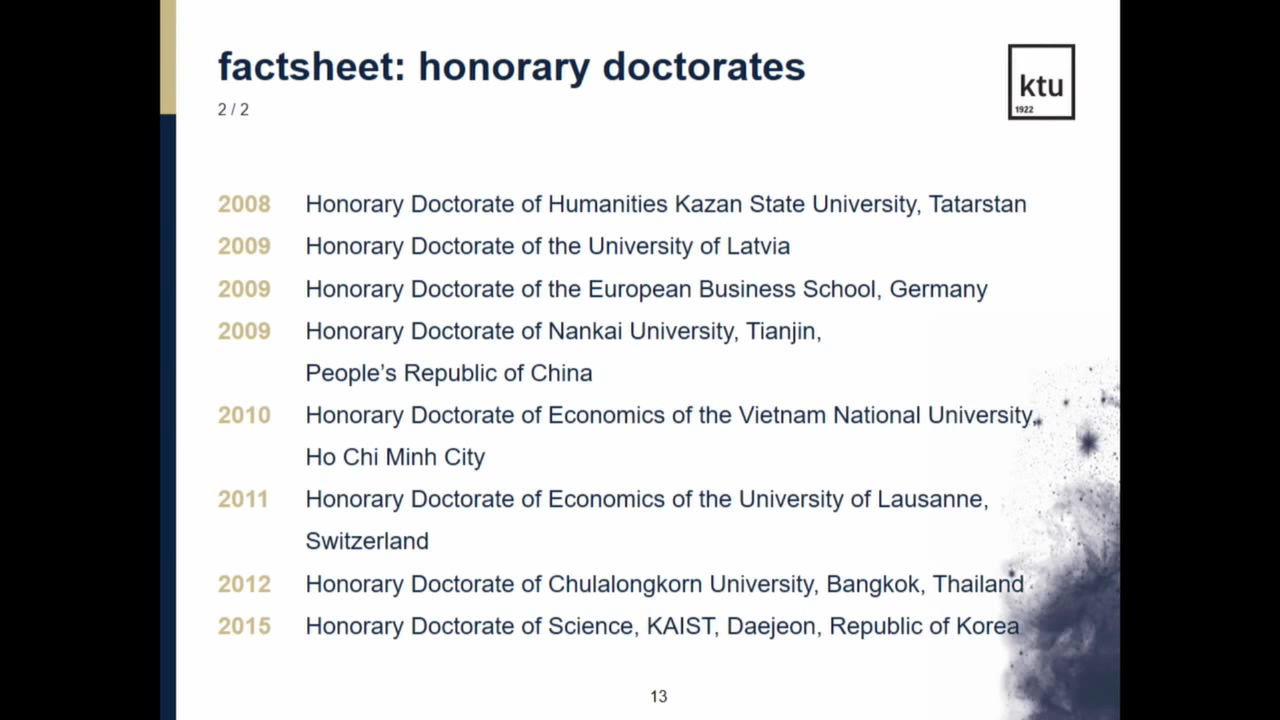 factsheet: honorary doctorates
2 / 2
ktu
1922
2008 Honorary Doctorate of Humanities Kazan State University, Tatarstan
2009 Honorary Doctorate of the University of Latvia
2009 Honorary Doctorate of the European Business School, Germany
2009 Honorary Doctorate of Nankai University, Tianjin,
People’s Republic of China
2010 Honorary Doctorate of Economics of the Vietnam National University,
Ho Chi Minh City
2011 Honorary Doctorate of Economics of the University of Lausanne,
Switzerland
2012 Honorary Doctorate of Chulalongkorn University, Bangkok, Thailand
2015 Honorary Doctorate of Science, KAIST, Daejeon, Republic of Korea
13